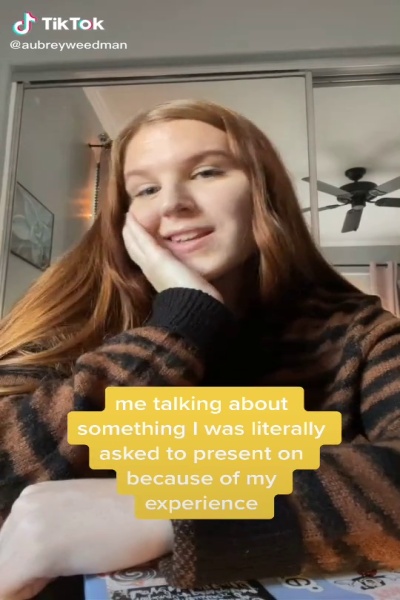 TikTok
@aubreyweedman
me talking about
something I was literally
asked to present on
because of my
experience